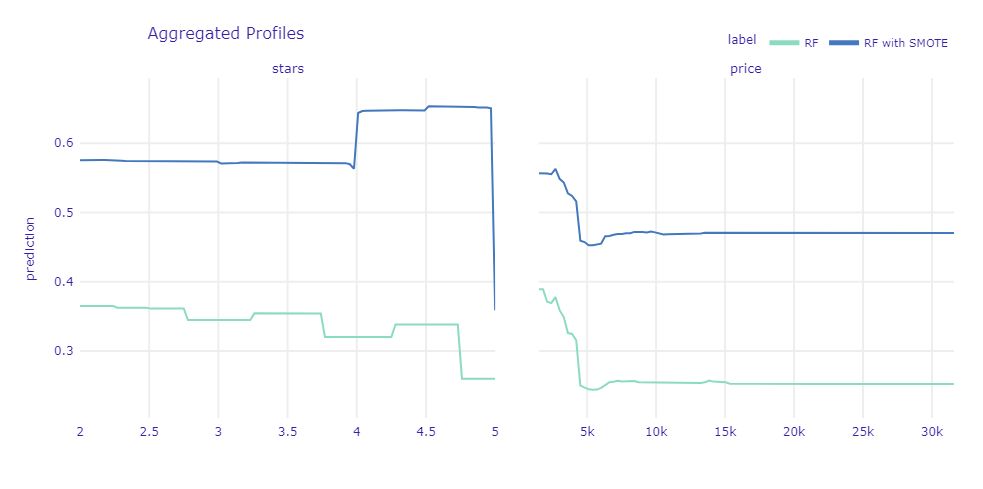 Aggregated Profiles
label RF RF with SMOTE
stars
price
prediction
0.6
0.5
0.4
0.3
2 2.5 3 3.5 4 4.5 5
5k 10k 15k 20k 25k 30k